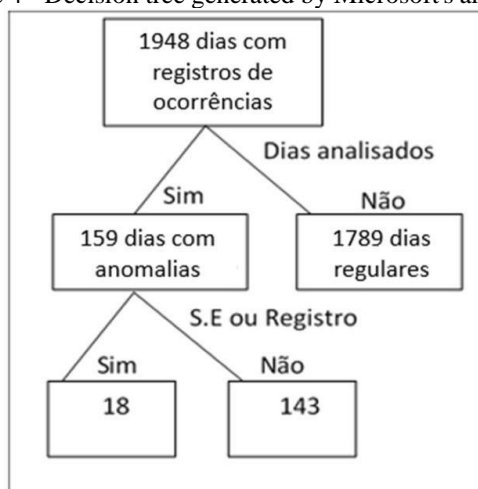 Decision tree generated by Microsoft's
1948 dias com
registros de
ocorrências
Dias analisados
Sim
Não
159 dias com
anomalias
1789 dias
regulares
S.E ou Registro
Sim
Não
18
143